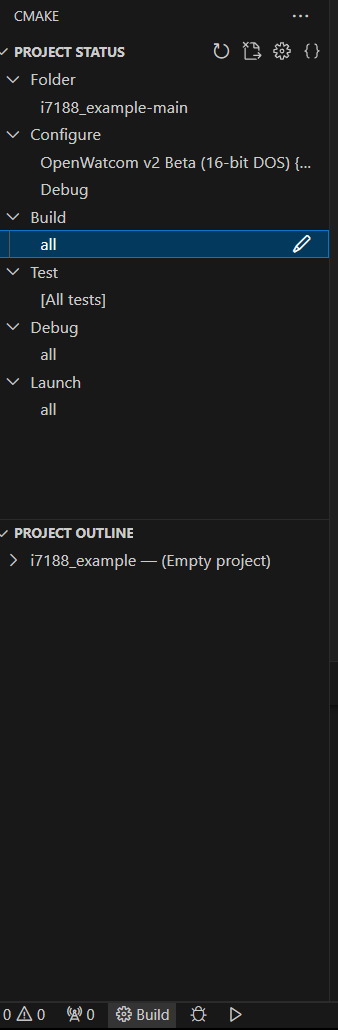 CMAKE
PROJECT STATUS
Folder
i7188_example-main
Configure
OpenWatcom v2 Beta (16-bit DOS) {...
Debug
Build
all
Test
[All tests]
Debug
all
Launch
all
PROJECT OUTLINE
i7188_example — (Empty project)
0 0 0 Build